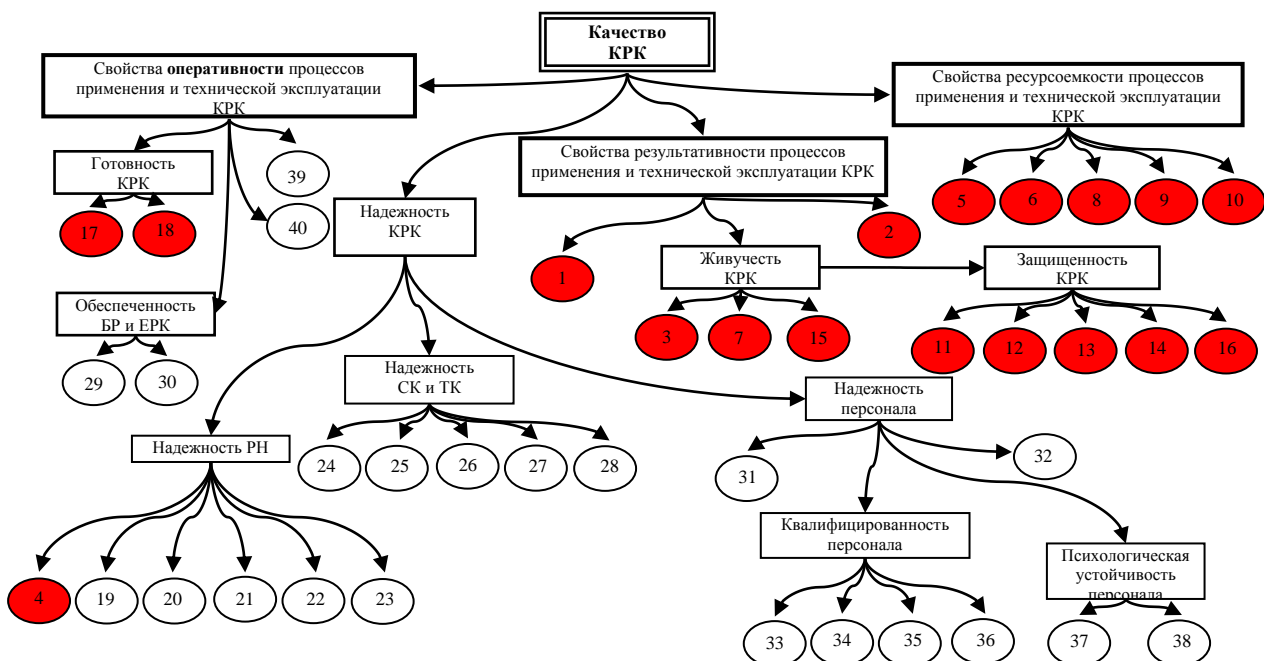 Качество
КРК
Свойства оперативности процессов
применения и технической эксплуатации
КРК
Свойства ресурсоемкости процессов
применения и технической эксплуатации
КРК
Свойства результативности процессов
применения и технической эксплуатации КРК
Готовность
КРК
39
40
17
18
Надежность
КРК
5
6
8
9
10
2
1
Живучесть
КРК
Защищенность
КРК
Обеспеченность
БР и ЕРК
3
7
15
11
12
13
14
16
29
30
Надежность
СК и ТК
Надежность
персонала
Надежность РН
24
25
26
27
28
31
32
Квалифицированность
персонала
Психологическая
устойчивость
персонала
4
19
20
21
22
23
33
34
35
36
37
38